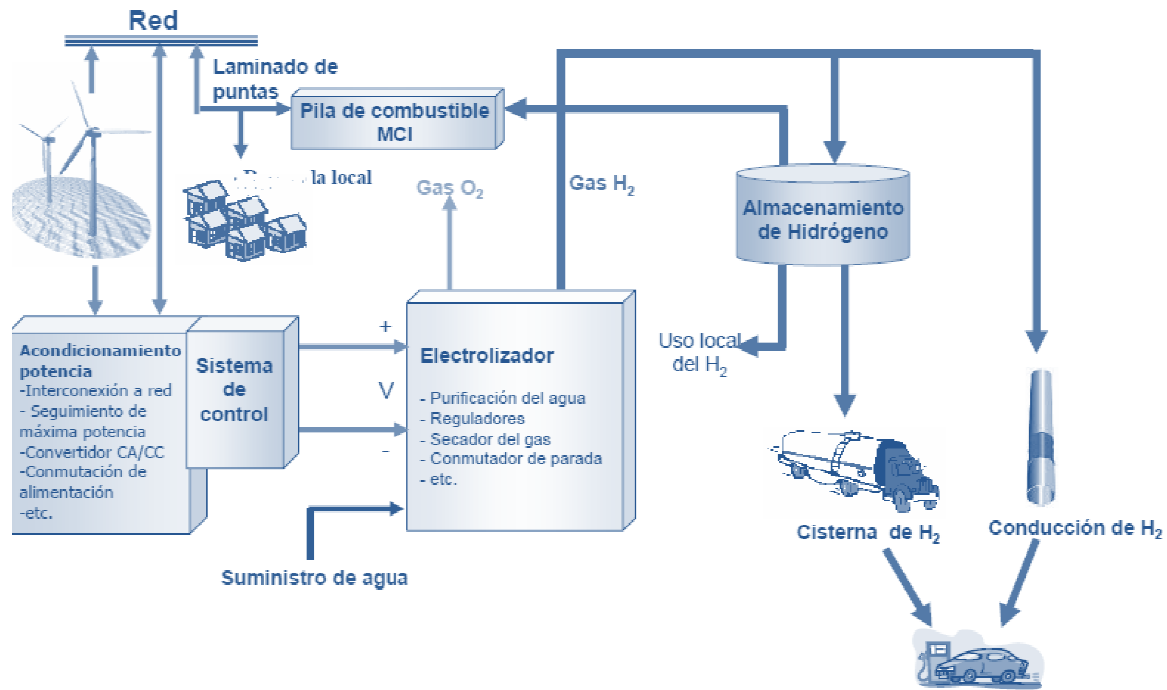 Red
Laminado de
puntas
Pila de combustible
MCI
la local
Gas O₂
Gas H₂
Almacenamiento
de Hidrógeno
Acondicionamiento
potencia
-Interconexión a red
- Seguimiento de
máxima potencia
-Convertidor CA/CC
-Conmutación de
alimentación
-etc.
Sistema
de
control
+
V
-
Electrolizador
- Purificación del agua
- Reguladores
- Secador del gas
- Conmutador de parada
- etc.
Uso local
del H₂
Suministro de agua
Cisterna de H₂
Conducción de H₂